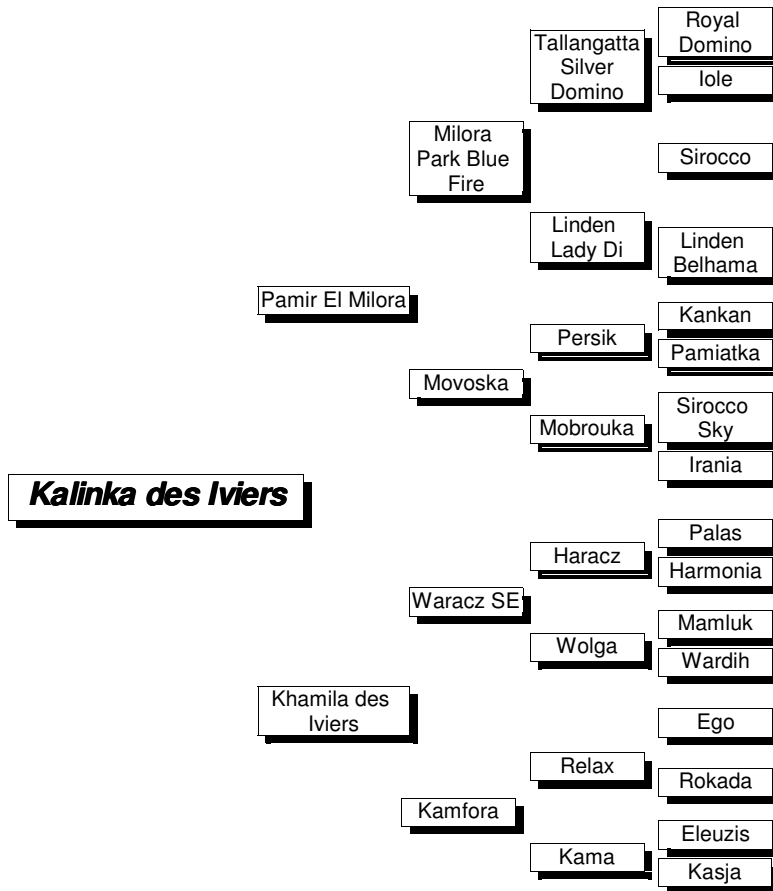 Royal
Domino
Tallangatta
Silver
Domino
Iole
Milora
Park Blue
Fire
Sirocco
Linden
Lady Di
Linden
Belhama
Pamir El Milora
Kankan
Persik
Pamiatka
Movoska
Sirocco
Sky
Mobrouka
Irania
Kalinka des Iviers
Palas
Haracz
Harmonia
Waracz SE
Mamluk
Wolga
Wardih
Khamila des
Iviers
Ego
Relax
Rokada
Kamfora
Eleuzis
Kama
Kasja